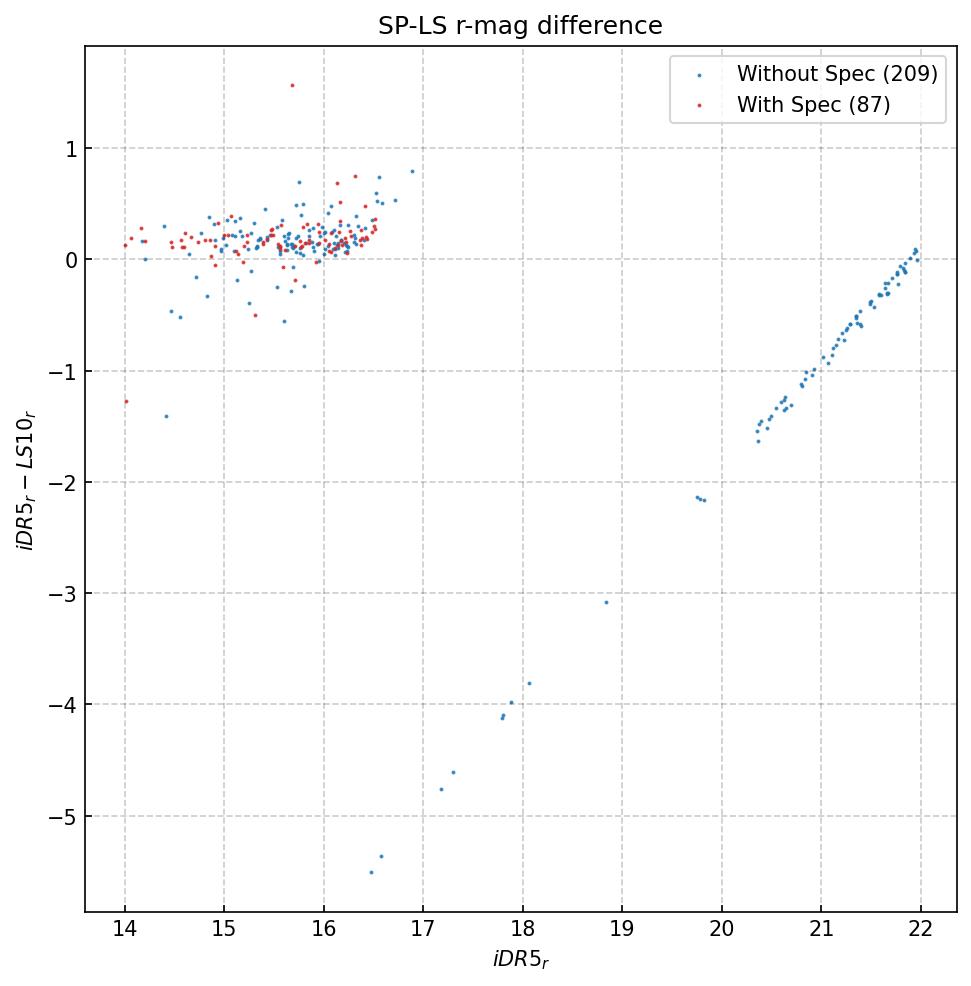 SP-LS r-mag difference
Without Spec (209)
With Spec (87)
1
0
−1
−2
−3
−4
−5
iDR5r − LS10r
14 15 16 17 18 19 20 21 22
iDR5r